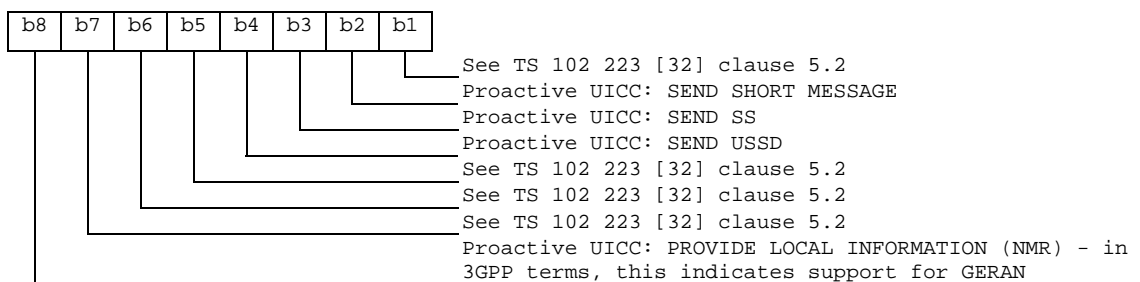 b8 b7 b6 b5 b4 b3 b2 b1
See TS 102 223 [32] clause 5.2
Proactive UICC: SEND SHORT MESSAGE
Proactive UICC: SEND SS
Proactive UICC: SEND USSD
See TS 102 223 [32] clause 5.2
See TS 102 223 [32] clause 5.2
See TS 102 223 [32] clause 5.2
Proactive UICC: PROVIDE LOCAL INFORMATION (NMR) - in
3GPP terms, this indicates support for GERAN